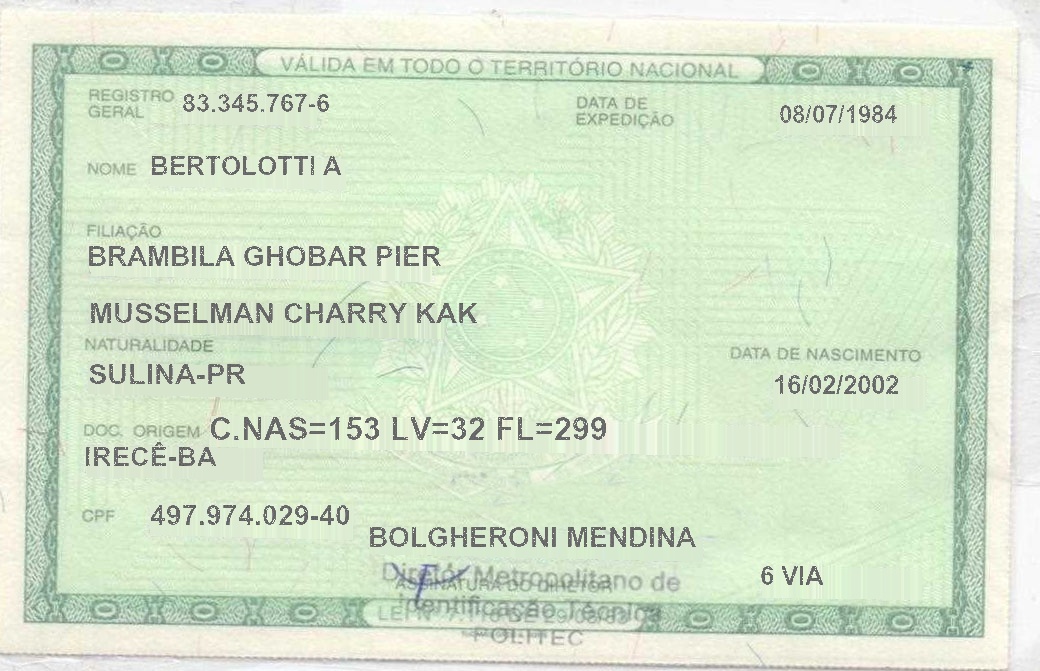 VÁLIDA EM TODO O TERRITÓRIO NACIONAL
REGISTRO GERAL 83.345.767-6 DATA DE EXPEDIÇÃO 08/07/1984
NOME BERTOLOTTI A
FILIAÇÃO
BRAMBILA GHOBAR PIER
MUSSELMAN CHARRY KAK
NATURALIDADE DATA DE NASCIMENTO
SULINA-PR 16/02/2002
DOC. ORIGEM C.NAS=153 LV=32 FL=299
IRECÊ-BA
CPF 497.974.029-40
BOLGHERONI MENDINA
Diretor Metropolitano de 6 VIA
ASSINATURA DO DIRETOR
Identificação Técnica
LEI Nº 7.116 DE 29/08/83
POLITEC